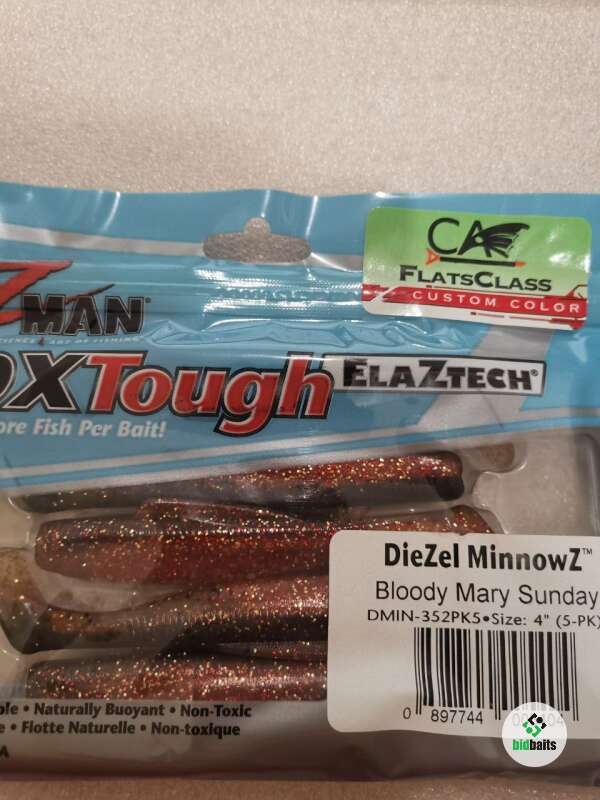 CA
FLATSCLASS
CUSTOM COLOR
Z MAN
XTough ELAZTECH®
ore Fish Per Bait!
DieZel MinnowZ™
Bloody Mary Sunday
DMIN-352PK5•Size: 4" (5-PK)
0 897744
ble • Naturally Buoyant • Non-Toxic
e • Flotte Naturelle • Non-toxique
A
bidbaits